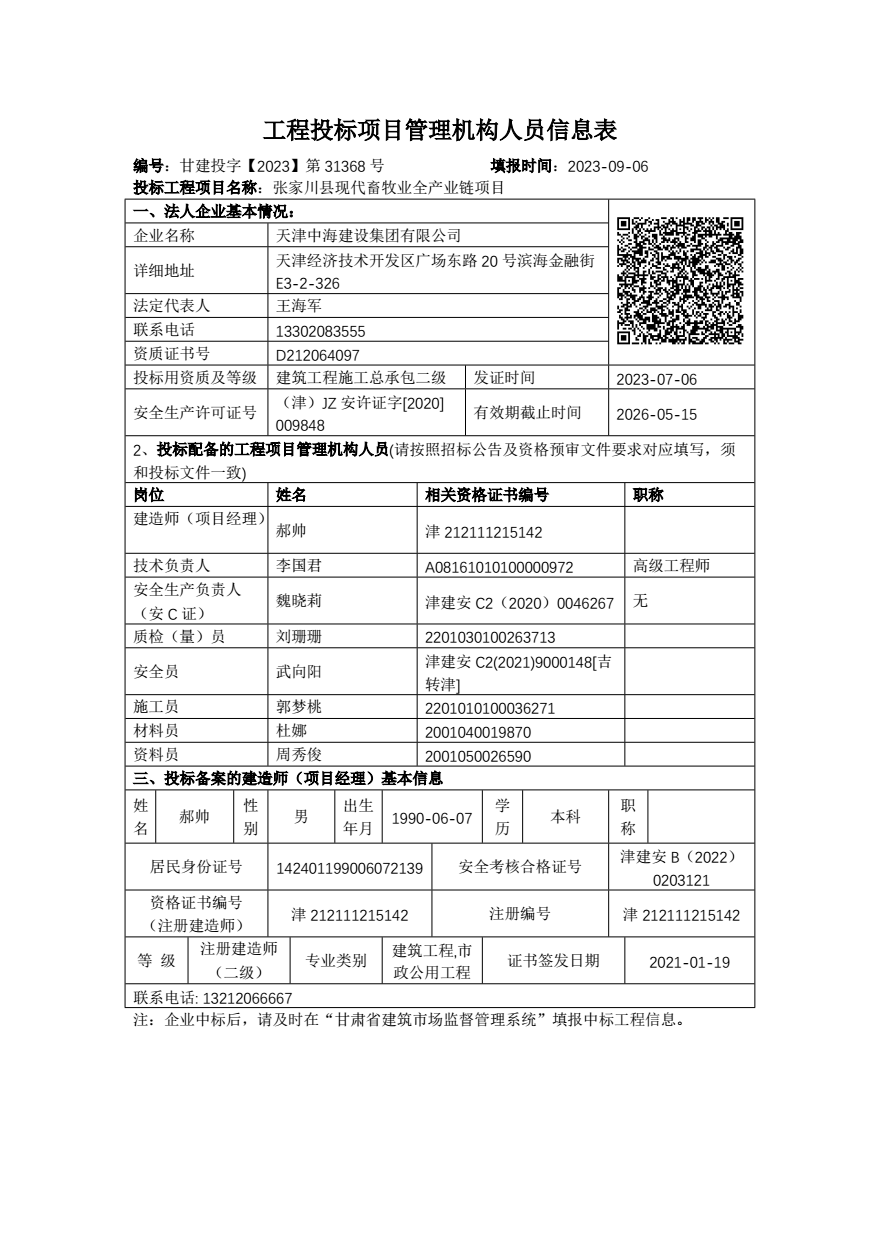 工程投标项目管理机构人员信息表
编号：甘建投字【2023】第 31368 号 填报时间：2023-09-06
投标工程项目名称：张家川县现代畜牧业全产业链项目
一、法人企业基本情况：
企业名称 天津中海建设集团有限公司
详细地址 天津经济技术开发区广场东路 20 号滨海金融街
E3-2-326
法定代表人 王海军
联系电话 13302083555
资质证书号 D212064097
投标用资质及等级 建筑工程施工总承包二级 发证时间 2023-07-06
安全生产许可证号 （津）JZ 安许证字[2020]
009848 有效期截止时间 2026-05-15
2、投标配备的工程项目管理机构人员(请按照招标公告及资格预审文件要求对应填写，须
和投标文件一致)
岗位 姓名 相关资格证书编号 职称
建造师（项目经理） 郝帅 津 212111215142
技术负责人 李国君 A08161010100000972 高级工程师
安全生产负责人
（安 C 证） 魏晓莉 津建安 C2（2020）0046267 无
质检（量）员 刘珊珊 2201030100263713
安全员 武向阳 津建安 C2(2021)9000148[吉
转津]
施工员 郭梦桃 2201010100036271
材料员 杜娜 2001040019870
资料员 周秀俊 2001050026590
三、投标备案的建造师（项目经理）基本信息
姓
名 郝帅 性
别 男 出生
年月 1990-06-07 学
历 本科 职
称
居民身份证号 142401199006072139 安全考核合格证号 津建安 B（2022）
0203121
资格证书编号
（注册建造师） 津 212111215142 注册编号 津 212111215142
等 级 注册建造师
（二级） 专业类别 建筑工程,市
政公用工程 证书签发日期 2021-01-19
联系电话: 13212066667
注：企业中标后，请及时在“甘肃省建筑市场监督管理系统”填报中标工程信息。